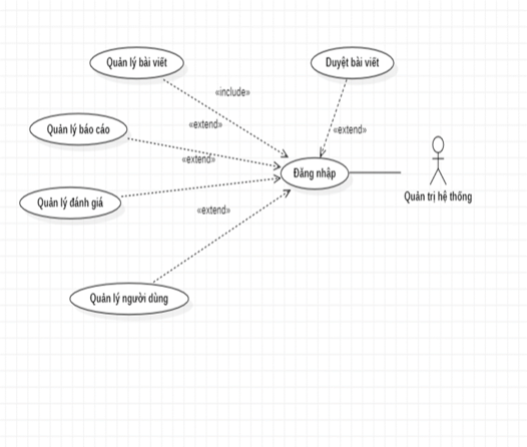 Quản lý bài viết
Duyệt bài viết
«include»
«extend»
«extend»
Quản lý báo cáo
«extend»
Đăng nhập
Quản lý đánh giá
Quản trị hệ thống
«extend»
Quản lý người dùng